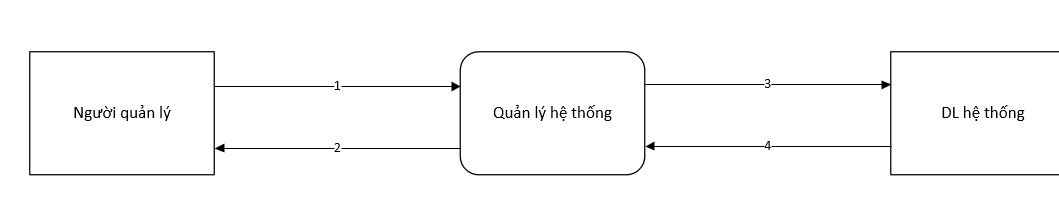 Người quản lý
1
2
Quản lý hệ thống
3
4
DL hệ thống